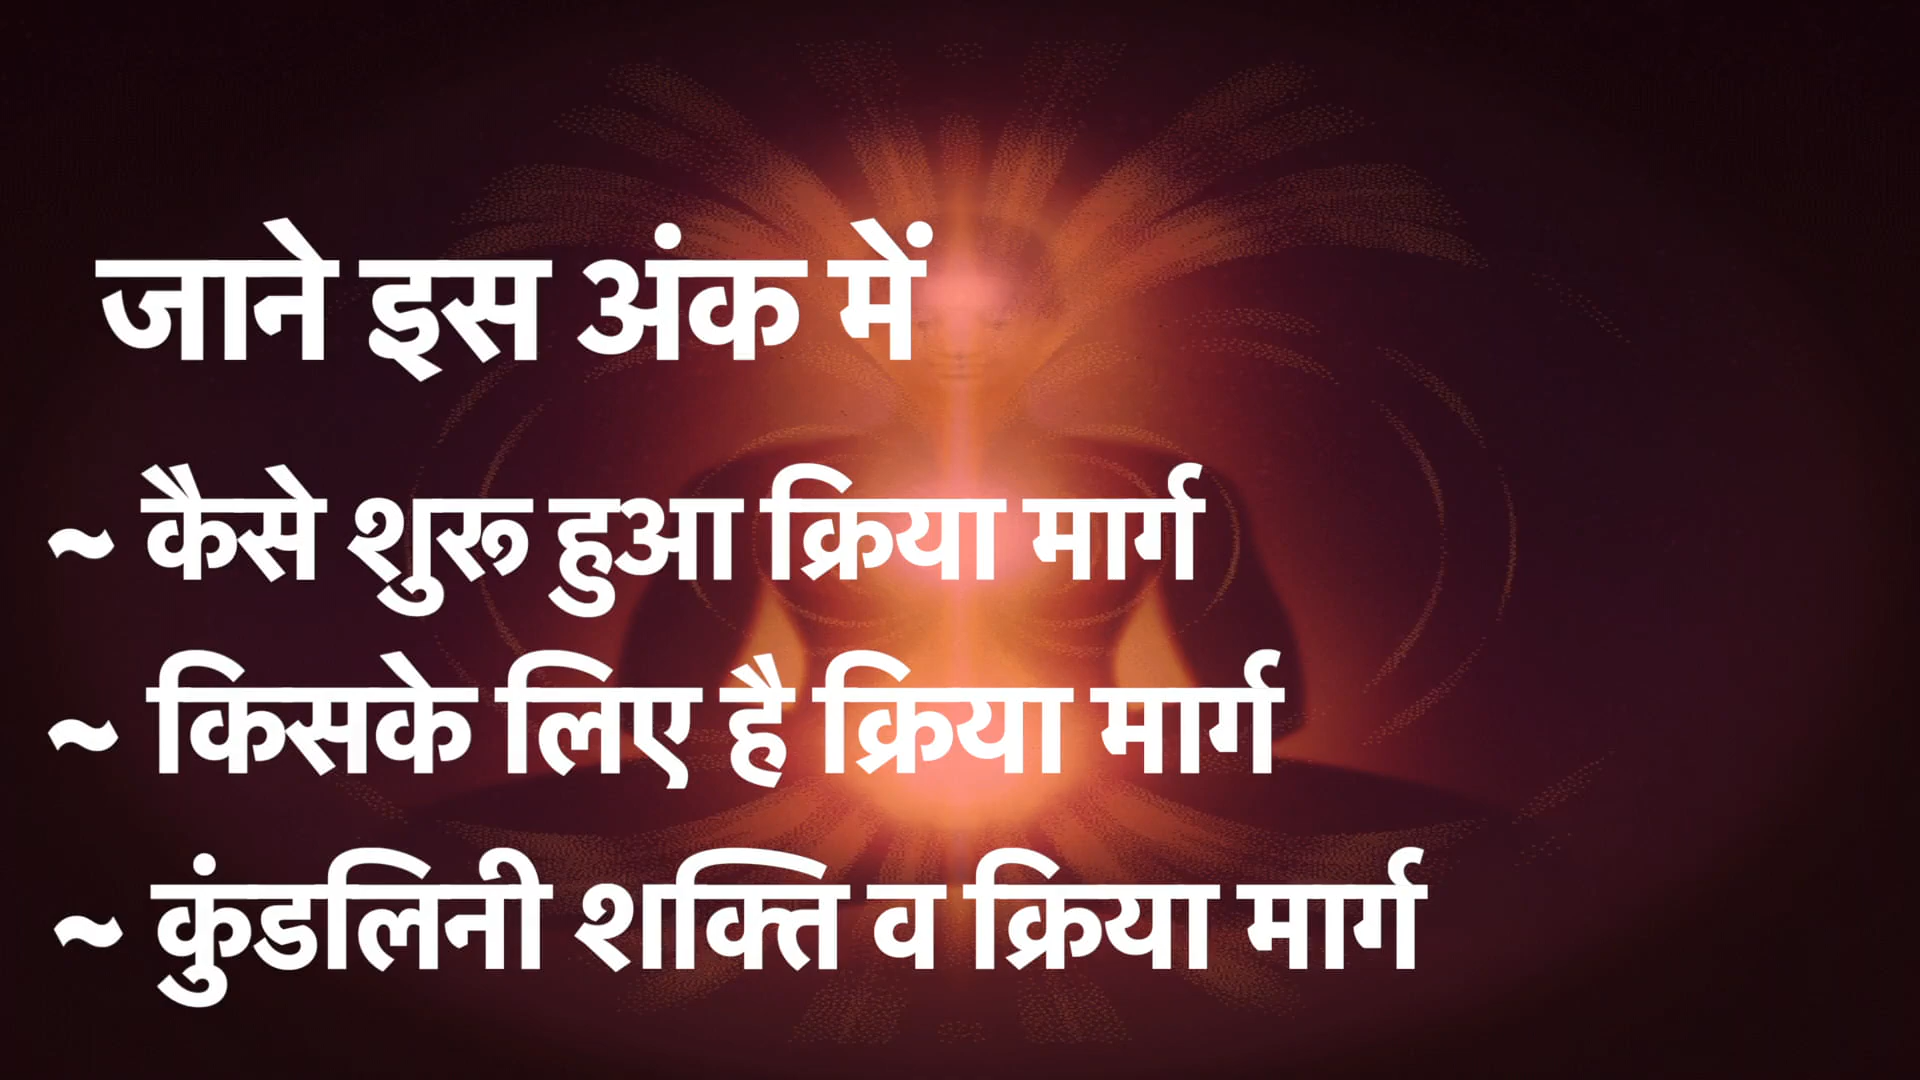 जाने इस अंक में
~ कैसे शुरू हुआ क्रिया मार्ग
~ किसके लिए है क्रिया मार्ग
~ कुंडलिनी शक्ति व क्रिया मार्ग